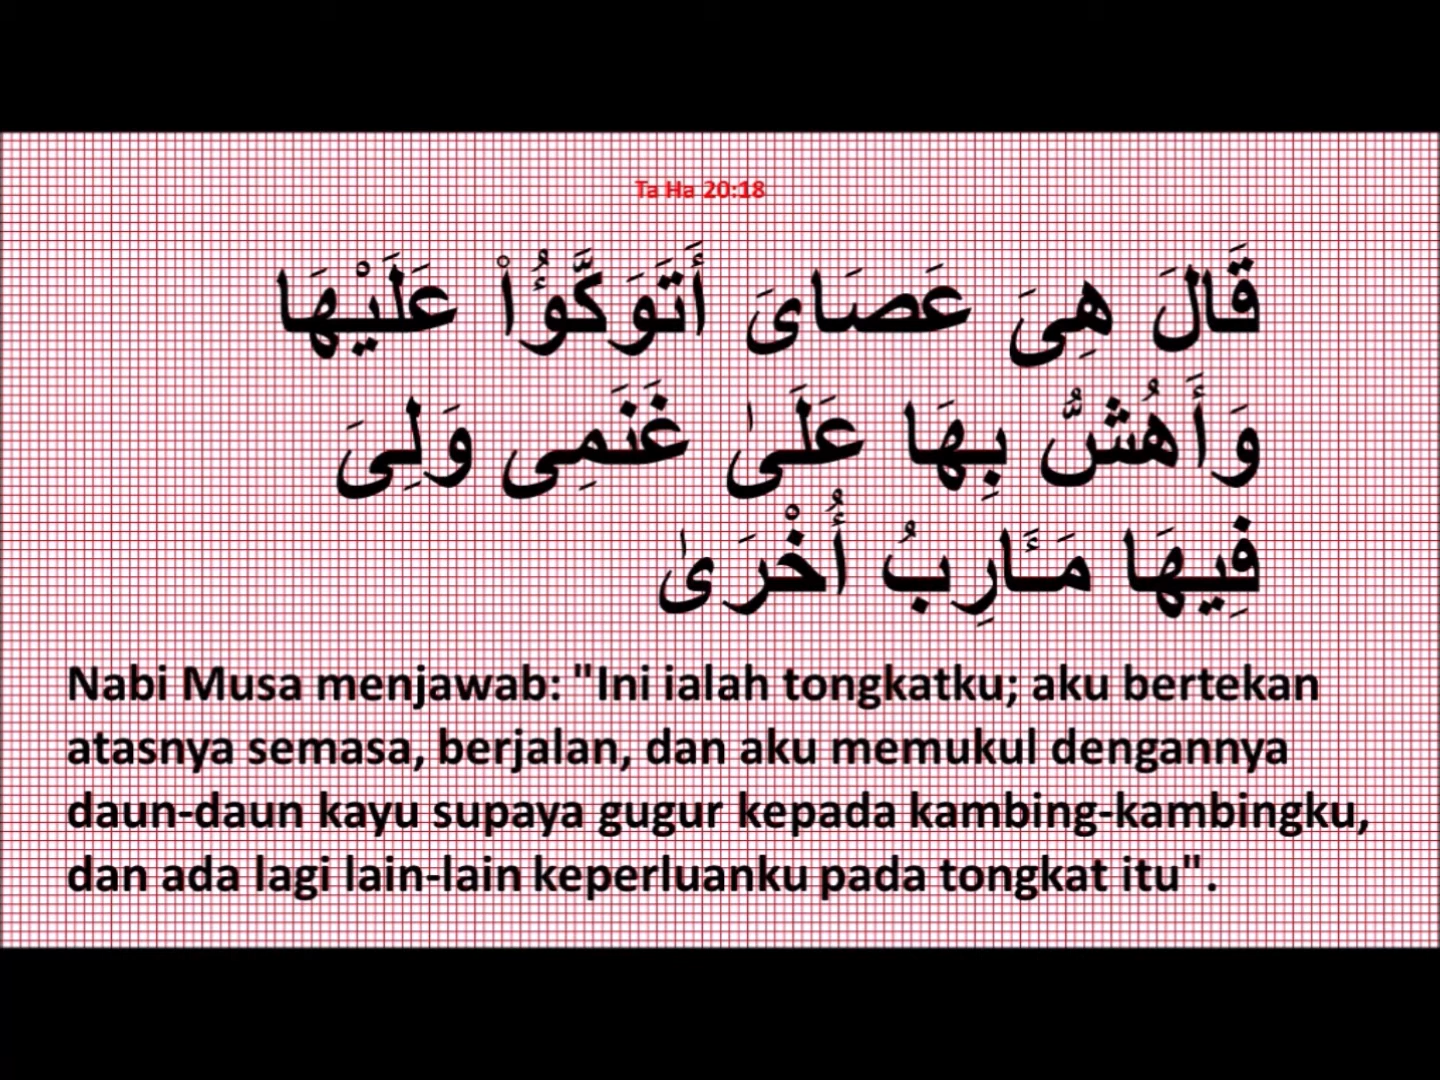 Ta Ha 20:18
قَالَ هِىَ عَصَاىَ أَتَوَكَّؤُا۟ عَلَيْهَا
وَأَهُشُّ بِهَا عَلَىٰ غَنَمِى وَلِىَ
فِيهَا مَـَٔارِبُ أُخْرَىٰ
Nabi Musa menjawab: "Ini ialah tongkatku; aku bertekan
atasnya semasa, berjalan, dan aku memukul dengannya
daun-daun kayu supaya gugur kepada kambing-kambingku,
dan ada lagi lain-lain keperluanku pada tongkat itu".